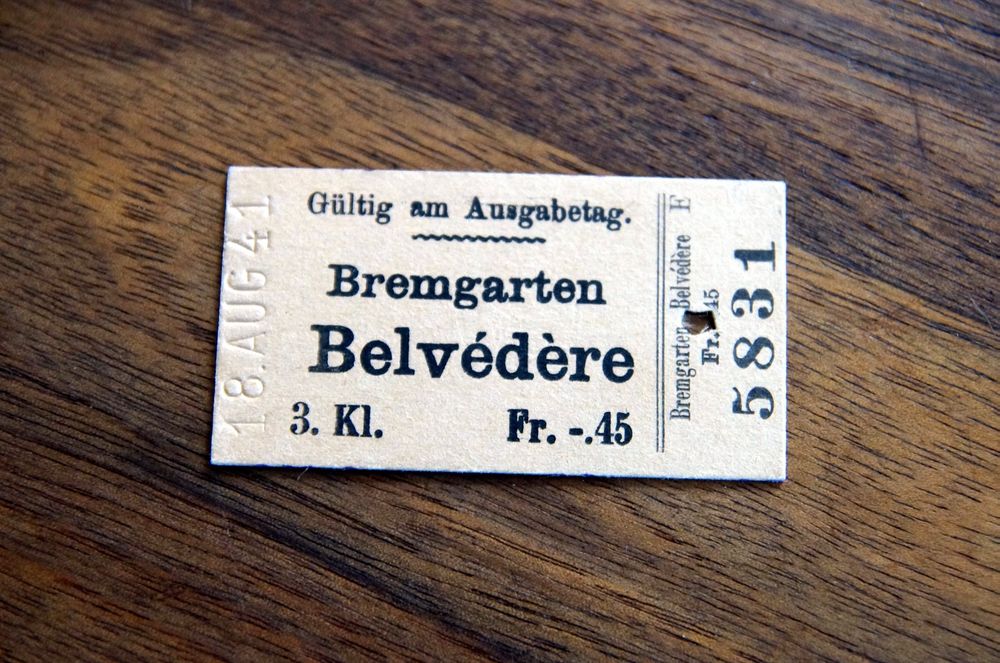 18. AUG 41
Gültig am Ausgabetag.
Bremgarten
Belvédère
3. Kl. Fr. -.45
Bremgarten Belvédère E
Fr. 45
5831